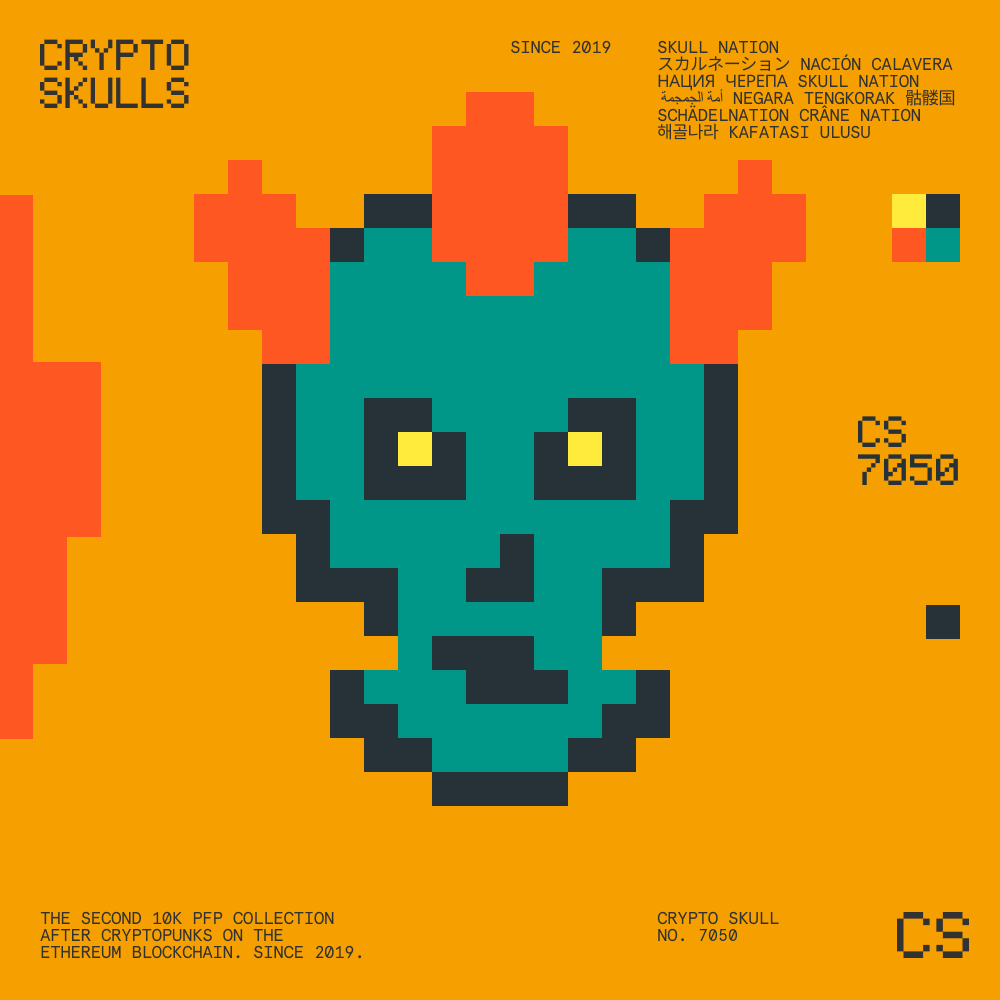 CRYPTO
SKULLS
SINCE 2019
SKULL NATION
スカルネーション NACIÓN CALAVERA
НАЦИЯ ЧЕРЕПА SKULL NATION
أمة الجمجمة NEGARA TENGKORAK 骷髅国
SCHÄDELNATION CRÂNE NATION
해골나라 KAFATASI ULUSU
CS
7050
THE SECOND 10K PFP COLLECTION
AFTER CRYPTOPUNKS ON THE
ETHEREUM BLOCKCHAIN. SINCE 2019.
CRYPTO SKULL
NO. 7050
CS